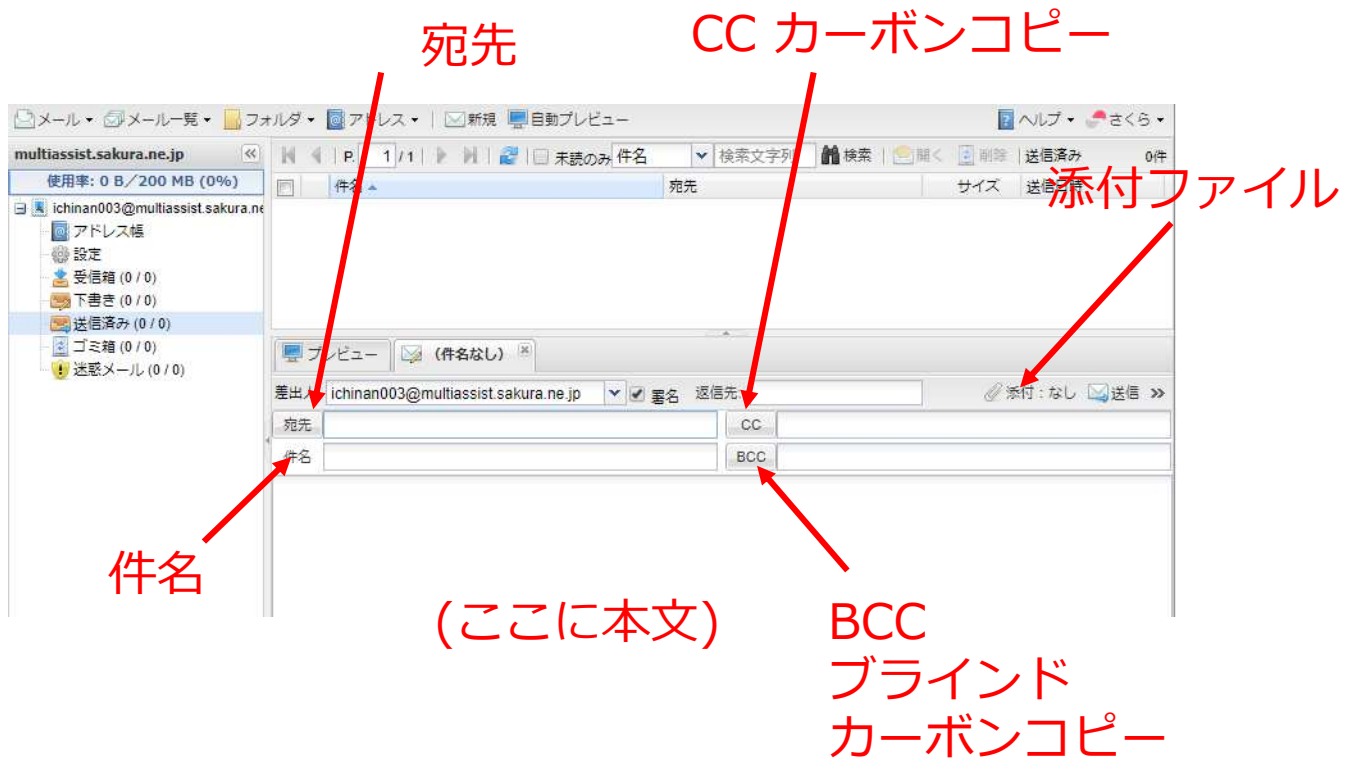 宛先
CC カーボンコピー
メール メール一覧 フォルダ アドレス 新規 自動プレビュー ヘルプ さくら
multiassist.sakura.ne.jp
P. 1 / 1 未読のみ 件名 検索文字列 検索 開く 削除 送信済み 0件
使用率: 0 B/200 MB (0%)
件名 宛先 サイズ 送信日時
添付ファイル
ichinan003@multiassist.sakura.ne
アドレス帳
設定
受信箱 (0 / 0)
下書き (0 / 0)
送信済み (0 / 0)
ゴミ箱 (0 / 0)
迷惑メール (0 / 0)
プレビュー (件名なし)
差出人 ichinan003@multiassist.sakura.ne.jp 署名 返信先: 添付:なし 送信 »
宛先 CC
件名 BCC
件名
(ここに本文)
BCC
ブラインド
カーボンコピー